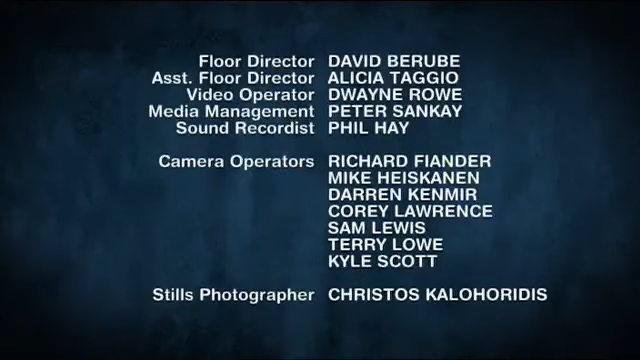 Floor Director DAVID BERUBE
Asst. Floor Director ALICIA TAGGIO
Video Operator DWAYNE ROWE
Media Management PETER SANKAY
Sound Recordist PHIL HAY
Camera Operators RICHARD FIANDER
MIKE HEISKANEN
DARREN KENMIR
COREY LAWRENCE
SAM LEWIS
TERRY LOWE
KYLE SCOTT
Stills Photographer CHRISTOS KALOHORIDIS